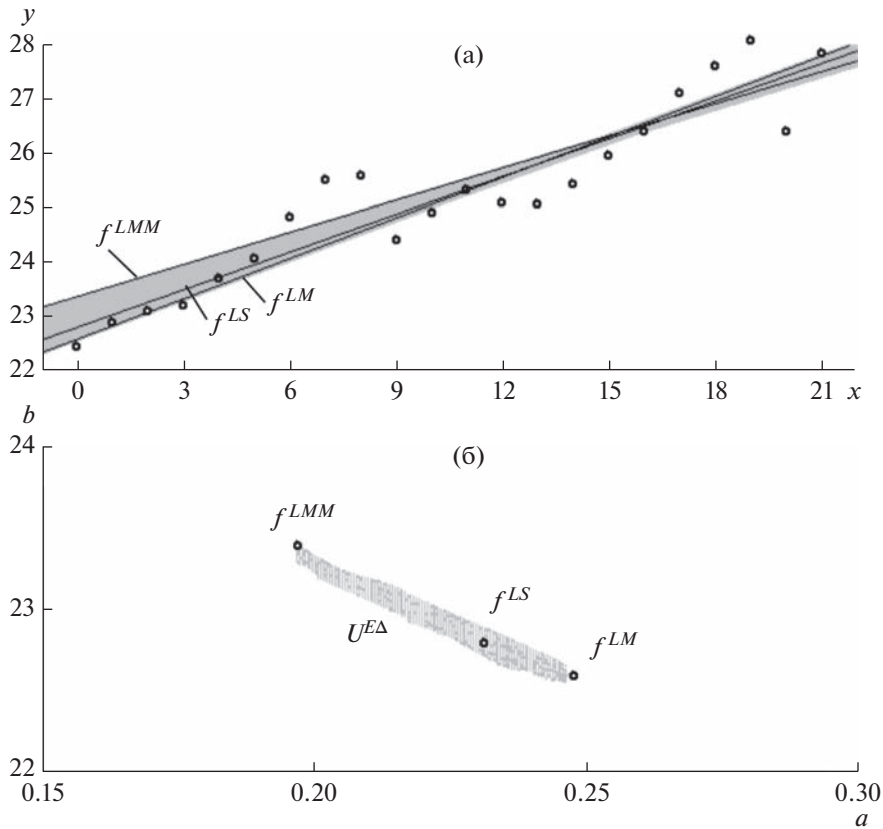 y
28
(а)
27
26
25
f^{LMM}
24
f^{LM}
f^{LS}
23
22
0 3 6 9 12 15 18 21 x
b
24
(б)
f^{LMM}
f^{LS}
23
U^{EΔ}
f^{LM}
22
0.15 0.20 0.25 0.30
a